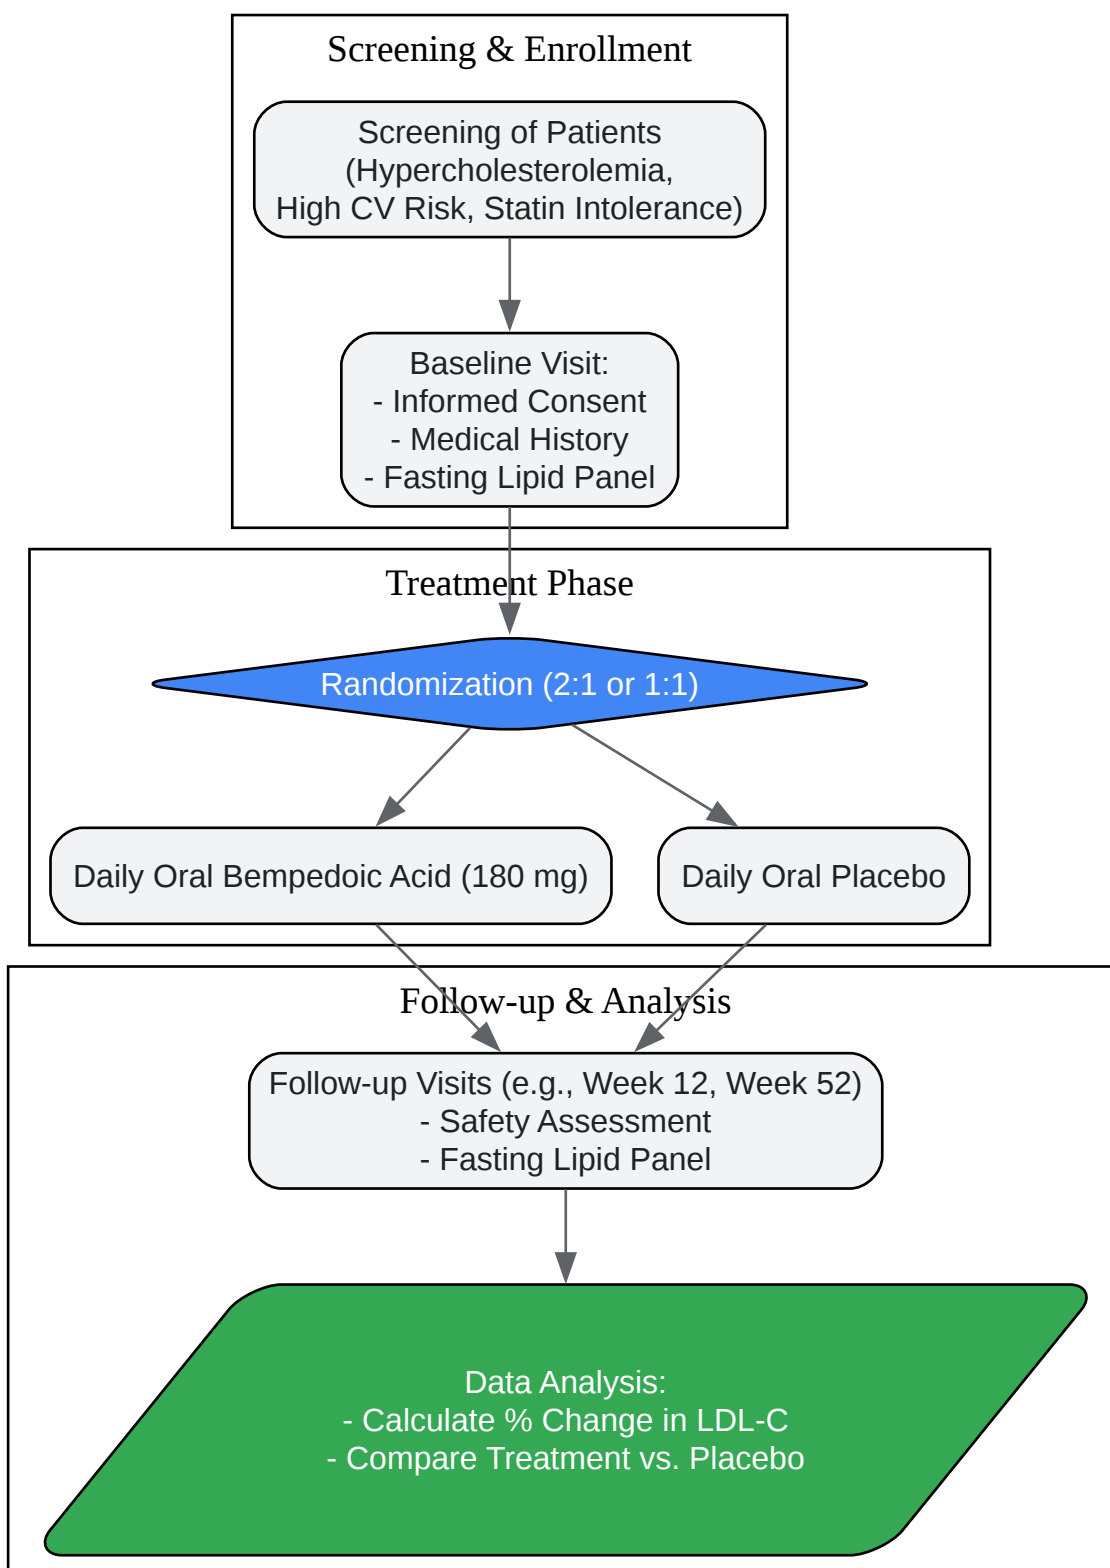 Screening & Enrollment
Screening of Patients
(Hypercholesterolemia,
High CV Risk, Statin Intolerance)
Baseline Visit:
- Informed Consent
- Medical History
- Fasting Lipid Panel
Treatment Phase
Randomization (2:1 or 1:1)
Daily Oral Bempedoic Acid (180 mg)
Daily Oral Placebo
Follow-up & Analysis
Follow-up Visits (e.g., Week 12, Week 52)
- Safety Assessment
- Fasting Lipid Panel
Data Analysis:
- Calculate % Change in LDL-C
- Compare Treatment vs. Placebo